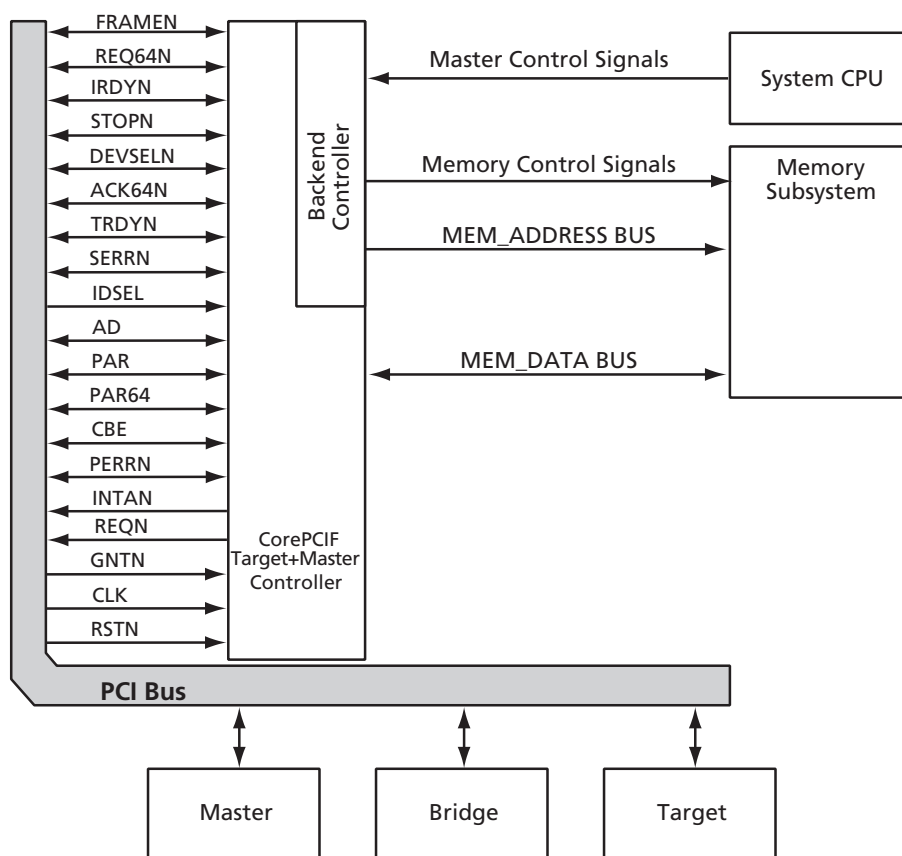 FRAMEN
REQ64N
IRDYN
STOPN
DEVSELN
ACK64N
TRDYN
SERRN
IDSEL
AD
PAR
PAR64
CBE
PERRN
INTAN
REQN
GNTN
CLK
RSTN
Backend
Controller
CorePCIF
Target+Master
Controller
Master Control Signals
System CPU
Memory Control Signals
Memory
Subsystem
MEM_ADDRESS BUS
MEM_DATA BUS
PCI Bus
Master
Bridge
Target